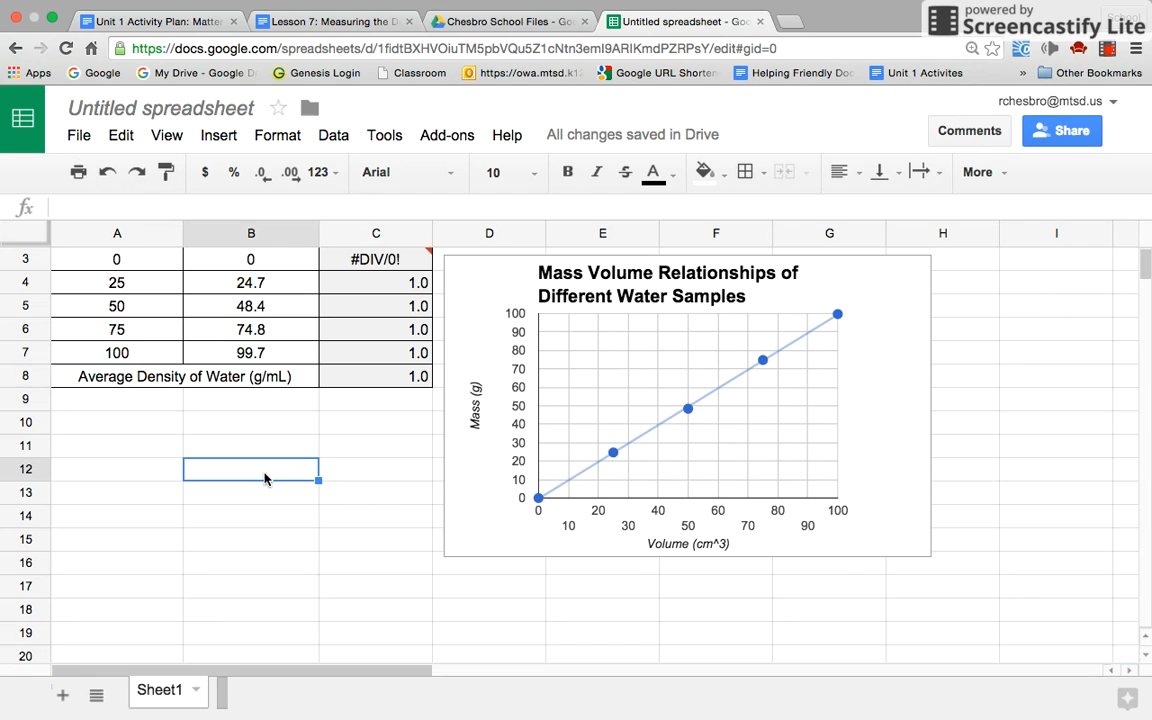 Unit 1 Activity Plan: Matter
Lesson 7: Measuring the D
Chesbro School Files - Goo
Untitled spreadsheet - Goo
powered by
Screencastify Lite
https://docs.google.com/spreadsheets/d/1fidtBXHVOiuTM5pbVQu5Z1cNtn3emI9ARIKmdPZRPsY/edit#gid=0
Apps
Google
My Drive - Google D
Genesis Login
Classroom
https://owa.mtsd.k1
Google URL Shorten
Helping Friendly Doc
Unit 1 Activites
»
Other Bookmarks
Untitled spreadsheet
rchesbro@mtsd.us
File Edit View Insert Format Data Tools Add-ons Help
All changes saved in Drive
Comments
Share
$ % .0 .00 123
Arial
10
B I S A
More
fx
A B C D E F G H I
3 0 0 #DIV/0!
4 25 24.7 1.0
5 50 48.4 1.0
6 75 74.8 1.0
7 100 99.7 1.0
8 Average Density of Water (g/mL) 1.0
9
10
11
12
13
14
15
16
17
18
19
20
Mass Volume Relationships of
Different Water Samples
100
90
80
70
60
50
40
30
20
10
0
Mass (g)
0 20 40 60 80 100
10 30 50 70 90
Volume (cm^3)
Sheet1